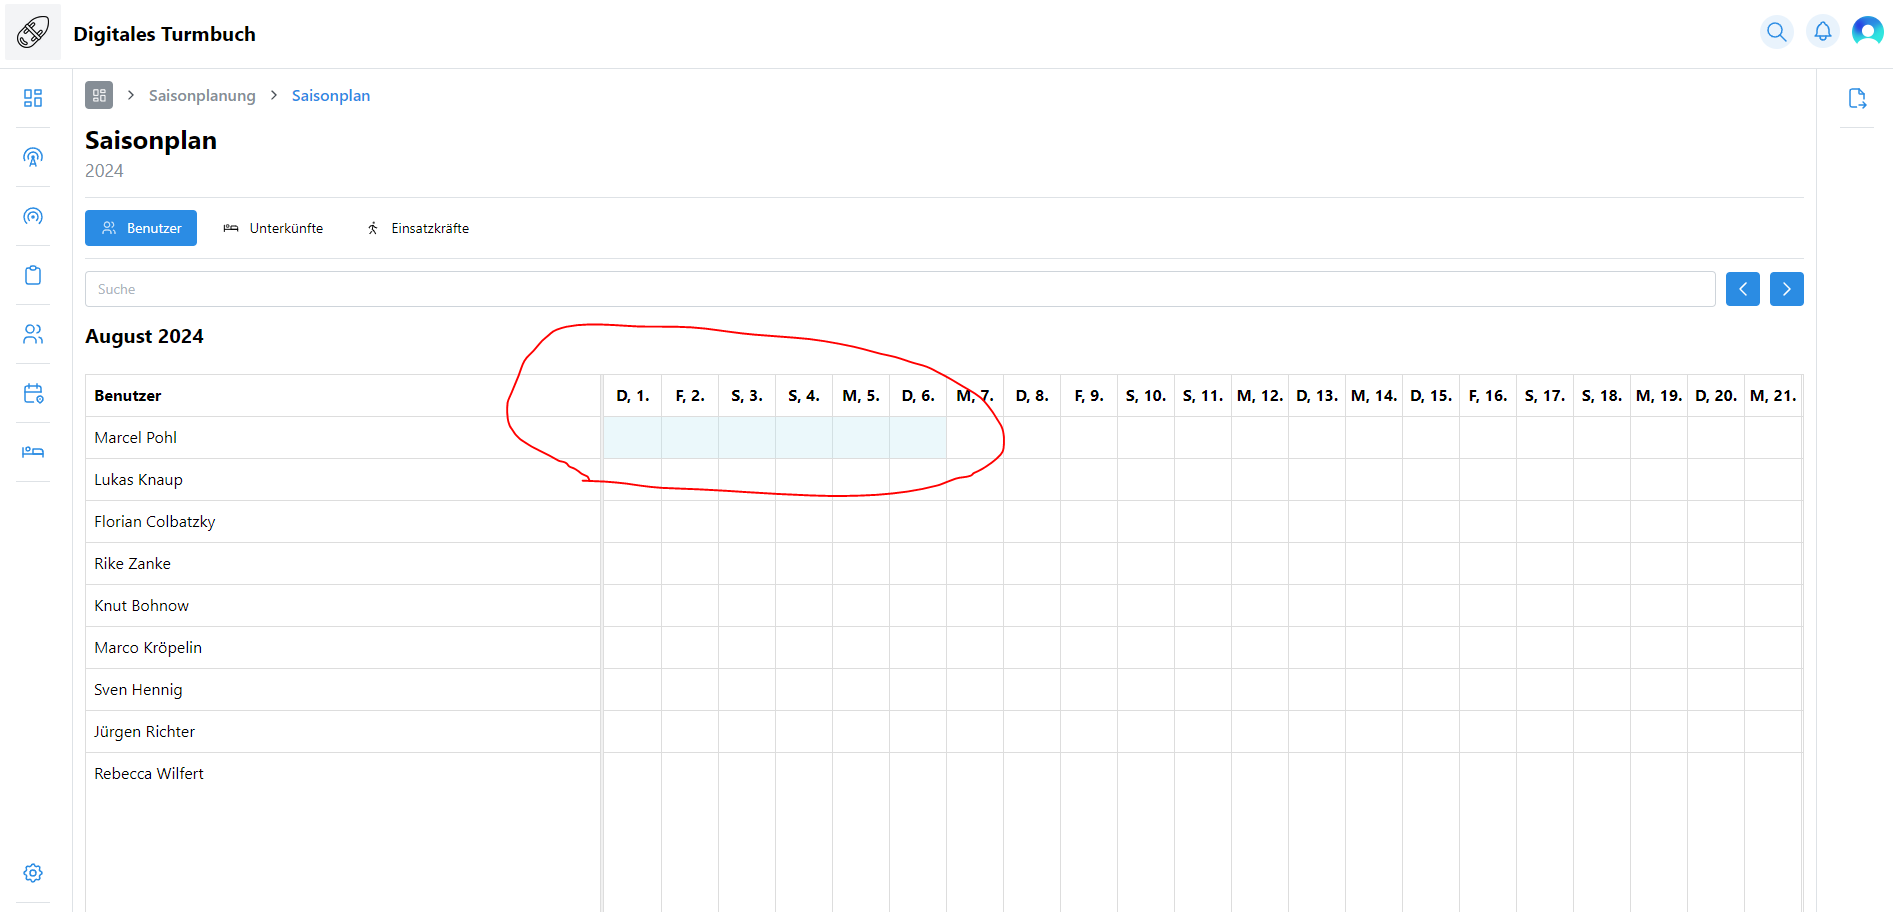 Digitales Turmbuch
Saisonplanung Saisonplan
Saisonplan
2024
Benutzer Unterkünfte Einsatzkräfte
Suche
August 2024
Benutzer D, 1. F, 2. S, 3. S, 4. M, 5. D, 6. M, 7. D, 8. F, 9. S, 10. S, 11. M, 12. D, 13. M, 14. D, 15. F, 16. S, 17. S, 18. M, 19. D, 20. M, 21.
Marcel Pohl
Lukas Knaup
Florian Colbatzky
Rike Zanke
Knut Bohnow
Marco Kröpelin
Sven Hennig
Jürgen Richter
Rebecca Wilfert